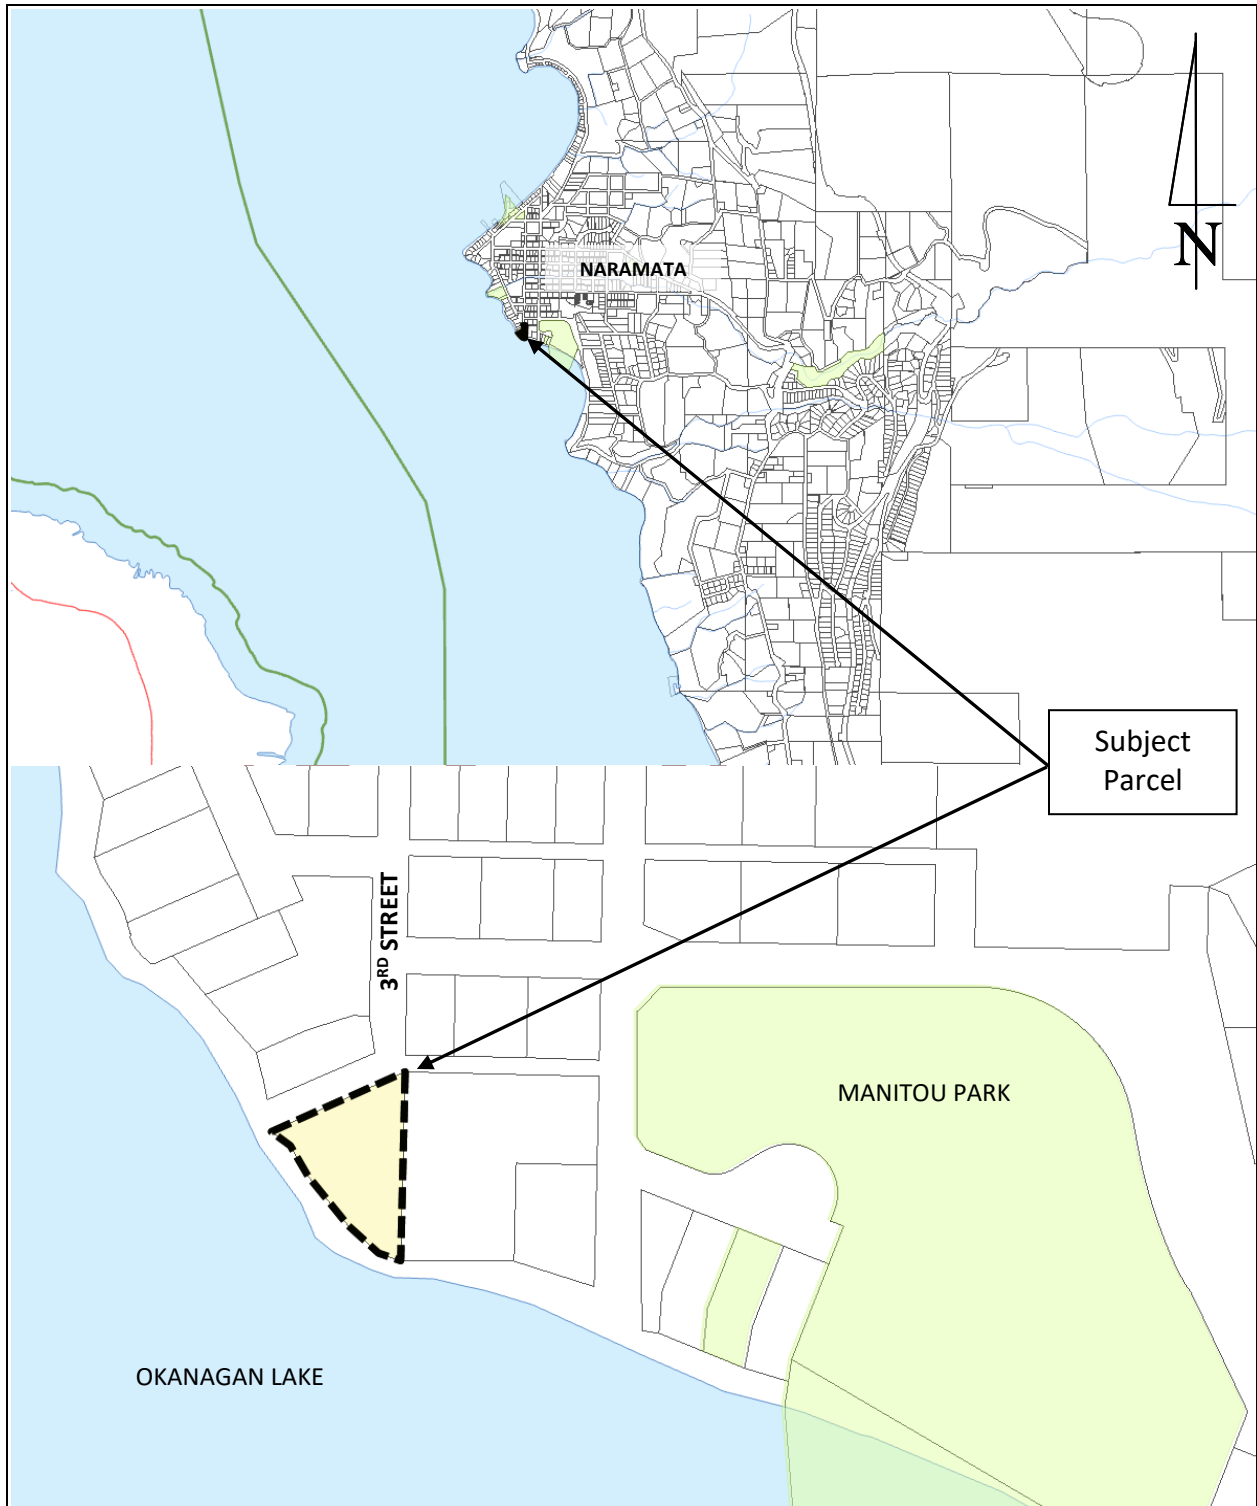 N
NARAMATA
Subject
Parcel
3RD STREET
MANITOU PARK
OKANAGAN LAKE